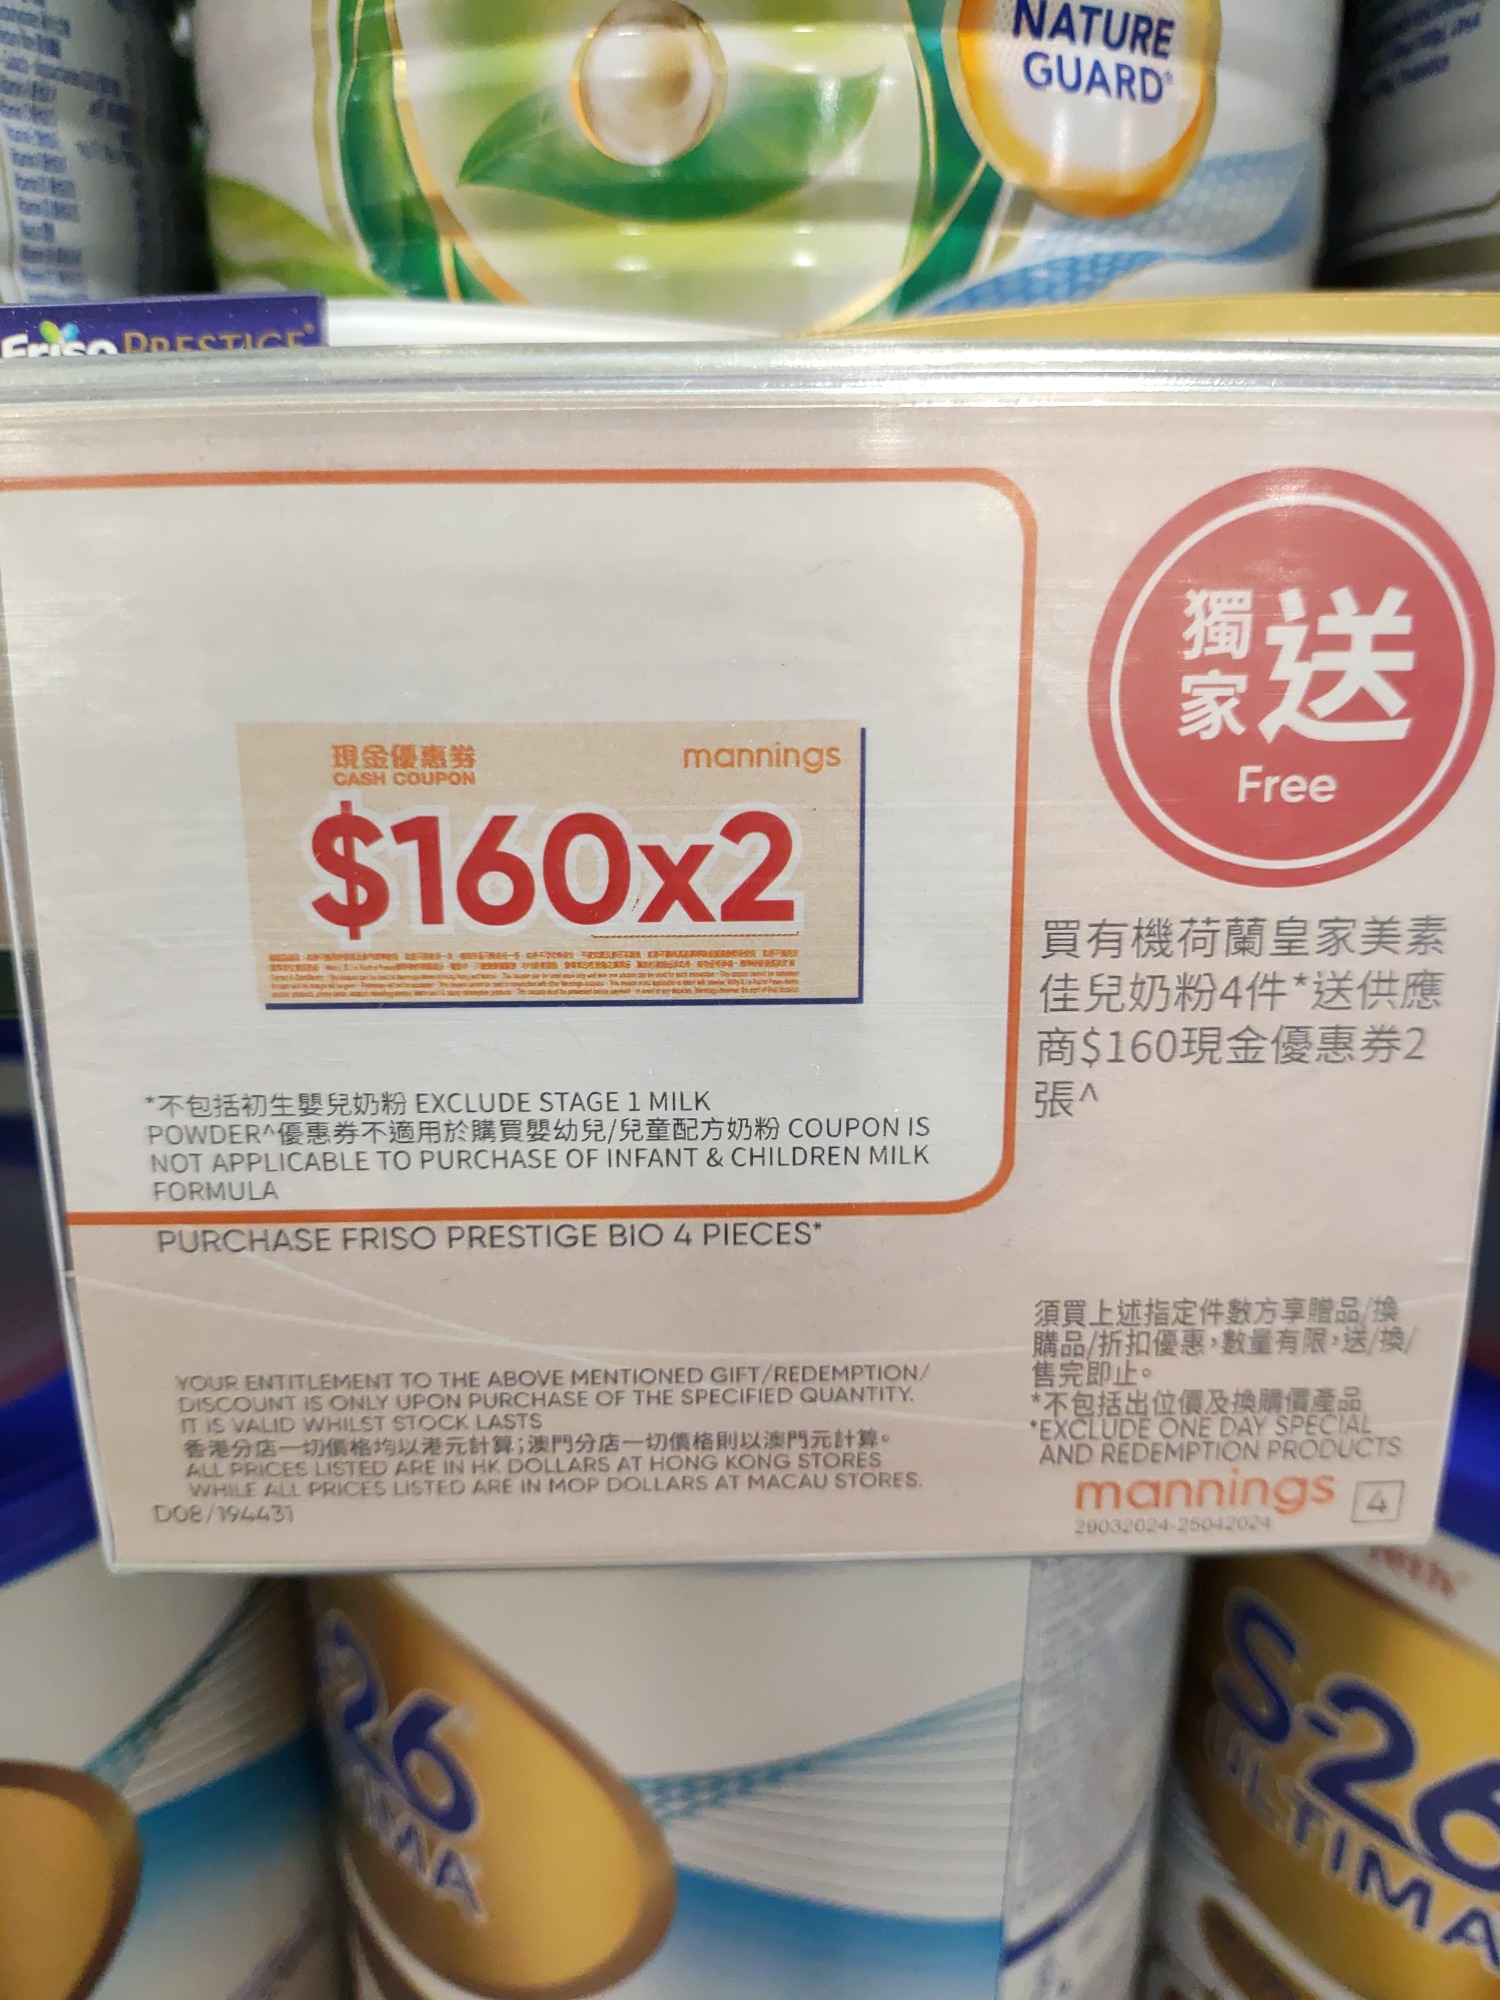 NATURE
GUARD®
Friso PRESTIGE®
獨家送
Free
現金優惠券
CASH COUPON
mannings
$160x2
買有機荷蘭皇家美素
佳兒奶粉4件*送供應
商$160現金優惠券2
張^
*不包括初生嬰兒奶粉 EXCLUDE STAGE 1 MILK
POWDER^優惠券不適用於購買嬰幼兒/兒童配方奶粉 COUPON IS
NOT APPLICABLE TO PURCHASE OF INFANT & CHILDREN MILK
FORMULA
PURCHASE FRISO PRESTIGE BIO 4 PIECES*
須買上述指定件數方享贈品/換
購品/折扣優惠，數量有限，送/換/
售完即止。
*不包括出位價及換購價產品
*EXCLUDE ONE DAY SPECIAL
AND REDEMPTION PRODUCTS
YOUR ENTITLEMENT TO THE ABOVE MENTIONED GIFT/REDEMPTION/
DISCOUNT IS ONLY UPON PURCHASE OF THE SPECIFIED QUANTITY.
IT IS VALID WHILST STOCK LASTS
香港分店一切價格均以港元計算；澳門分店一切價格則以澳門元計算。
ALL PRICES LISTED ARE IN HK DOLLARS AT HONG KONG STORES
WHILE ALL PRICES LISTED ARE IN MOP DOLLARS AT MACAU STORES.
D08/194431
mannings 4
29032024-25042024
26
S-26
ULTIMA